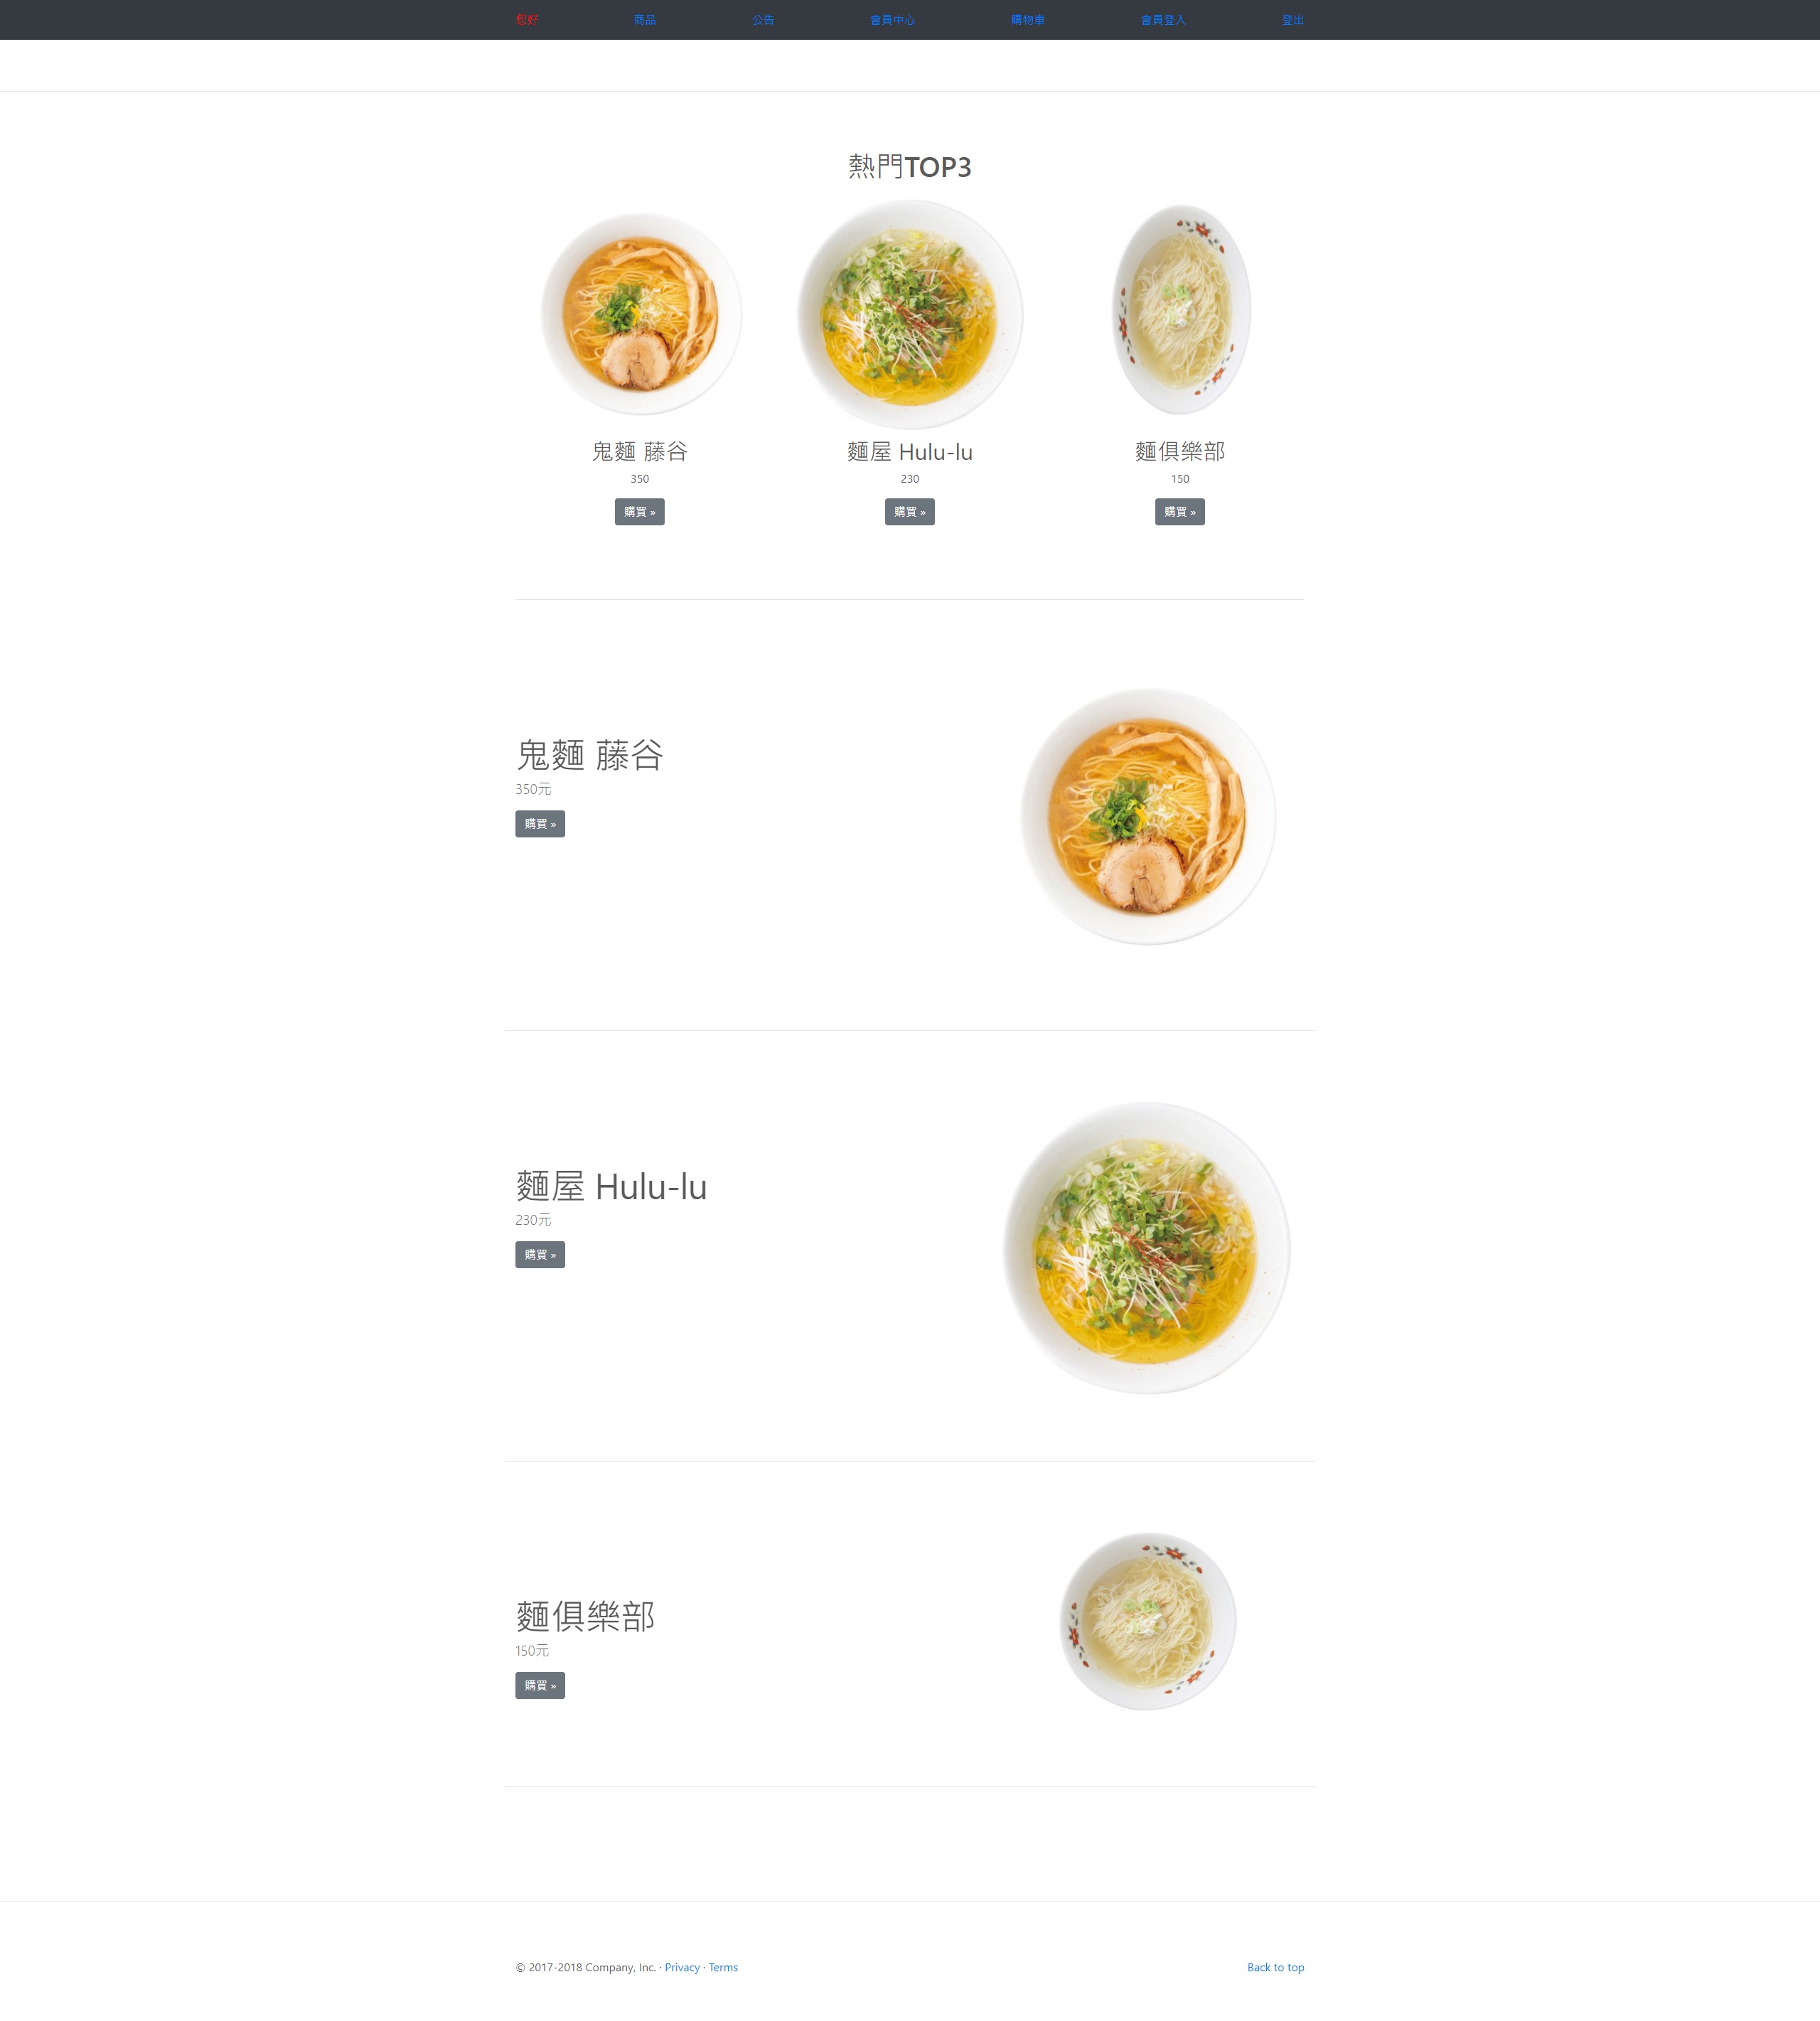 您好 商品 公告 會員中心 購物車 會員登入 登出
熱門TOP3
鬼麵 藤谷 麵屋 Hulu-lu 麵俱樂部
350 230 150
購買 » 購買 » 購買 »
鬼麵 藤谷
350元
購買 »
麵屋 Hulu-lu
230元
購買 »
麵俱樂部
150元
購買 »
© 2017-2018 Company, Inc. · Privacy · Terms Back to top